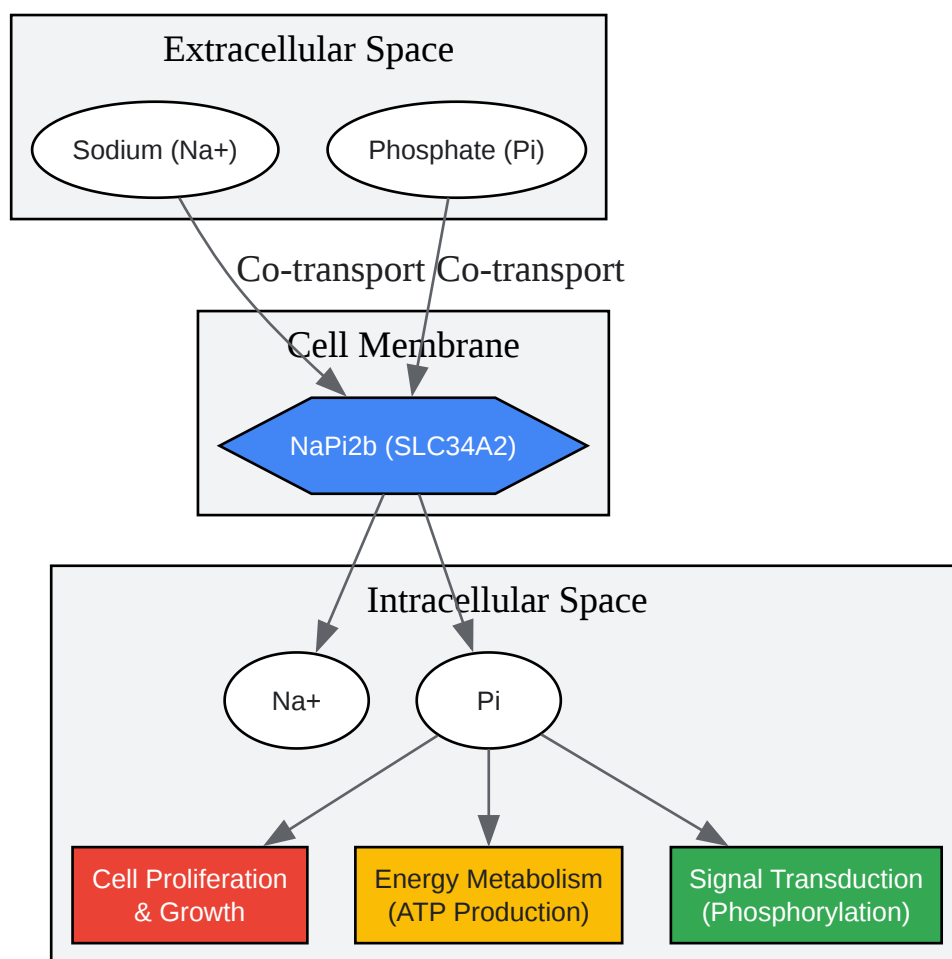 Extracellular Space
Sodium (Na+)
Phosphate (Pi)
Co-transport
Co-transport
Cell Membrane
NaPi2b (SLC34A2)
Intracellular Space
Na+
Pi
Cell Proliferation
& Growth
Energy Metabolism
(ATP Production)
Signal Transduction
(Phosphorylation)